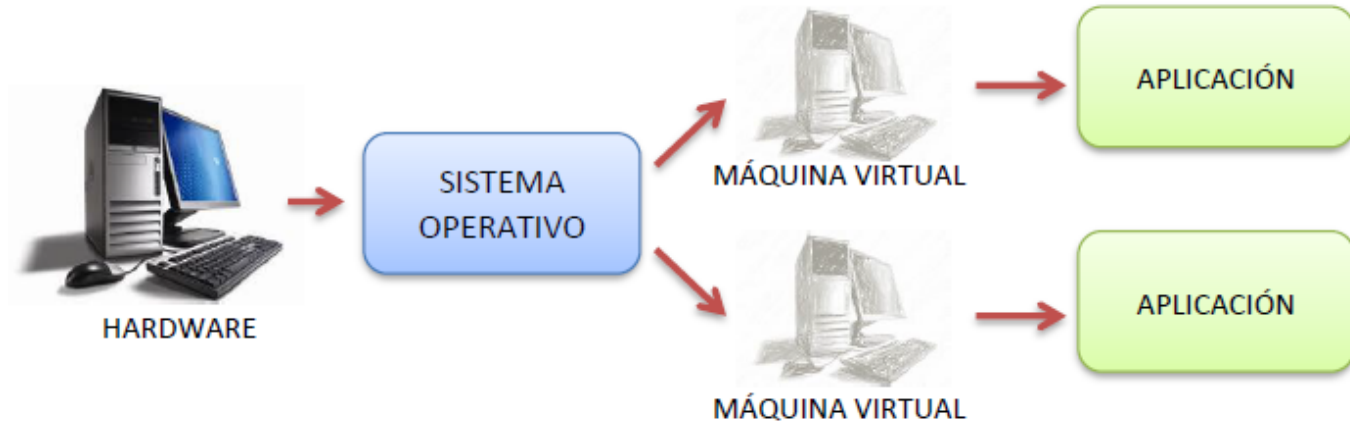 HARDWARE
SISTEMA
OPERATIVO
MÁQUINA VIRTUAL
APLICACIÓN
MÁQUINA VIRTUAL
APLICACIÓN